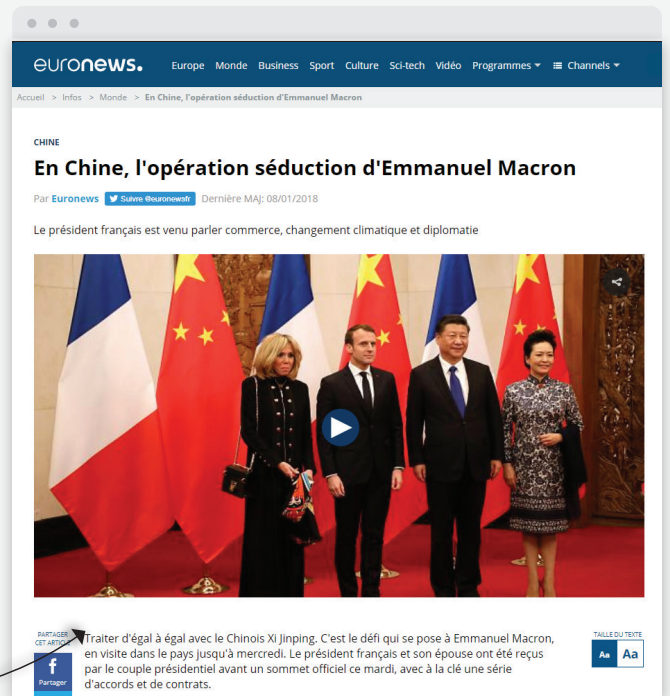 euronews.
Europe Monde Business Sport Culture Sci-tech Vidéo Programmes Channels
Accueil > Infos > Monde > En Chine, l'opération séduction d'Emmanuel Macron
CHINE
En Chine, l'opération séduction d'Emmanuel Macron
Par Euronews Suivre @euronewsfr Dernière MAJ: 08/01/2018
Le président français est venu parler commerce, changement climatique et diplomatie
PARTAGER
CET ARTICLE
Partager
Traiter d'égal à égal avec le Chinois Xi Jinping. C'est le défi qui se pose à Emmanuel Macron,
en visite dans le pays jusqu'à mercredi. Le président français et son épouse ont été reçus
par le couple présidentiel avant un sommet officiel ce mardi, avec à la clé une série
d'accords et de contrats.
TAILLE DU TEXTE
Aa Aa